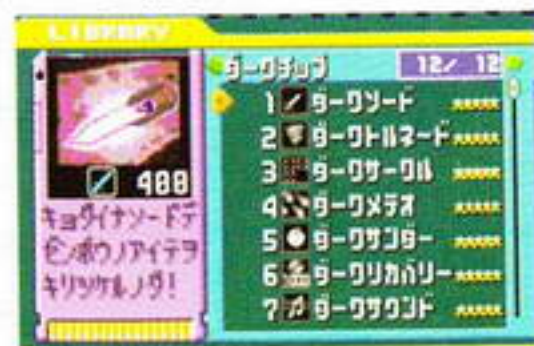 LIBRARY
ダークチップ 12/ 12
400
キョダイナソードデ
ゼンポウノアイテヲ
キリツケルノダ!
1 ダークソード ★★★★★
2 ダークトルネード ★★★★★
3 ダークサークル ★★★★★
4 ダークメテオ ★★★★★
5 ダークサンダー ★★★★★
6 ダークリカバリー ★★★★★
7 ダークサウンド ★★★★★